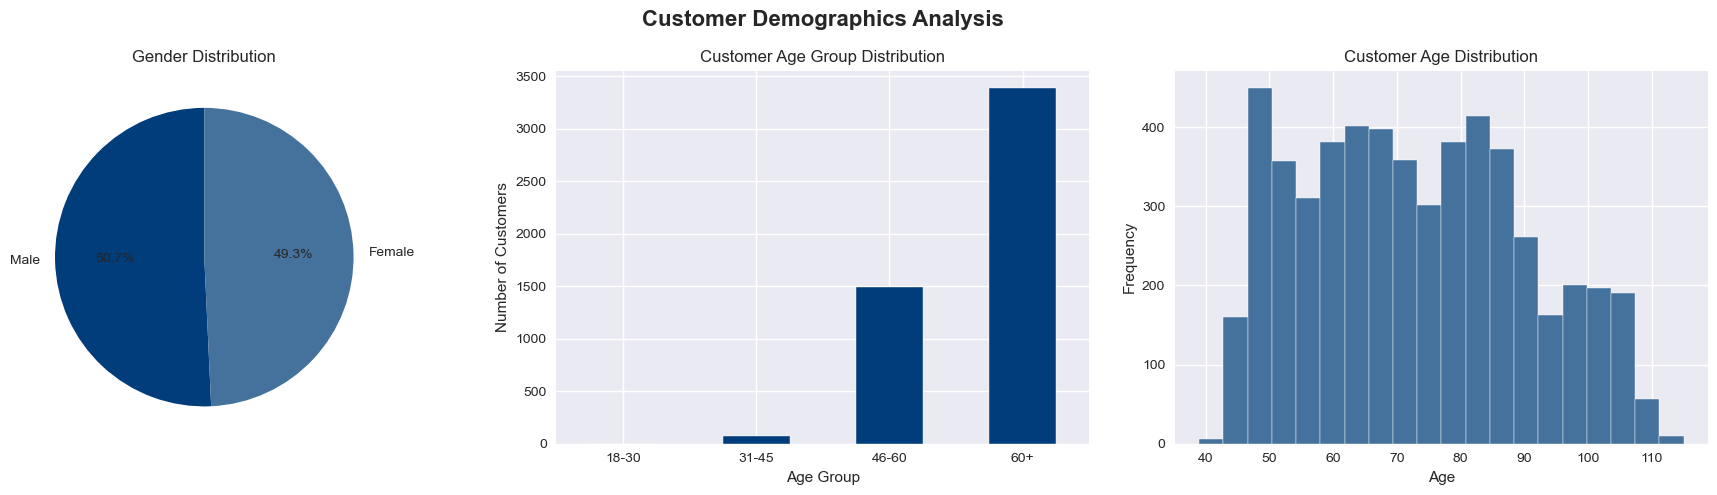 Customer Demographics Analysis
Gender Distribution
Male
50.7%
49.3%
Female
Customer Age Group Distribution
Number of Customers
3500
3000
2500
2000
1500
1000
500
0
18-30 31-45 46-60 60+
Age Group
Customer Age Distribution
Frequency
400
300
200
100
0
40 50 60 70 80 90 100 110
Age